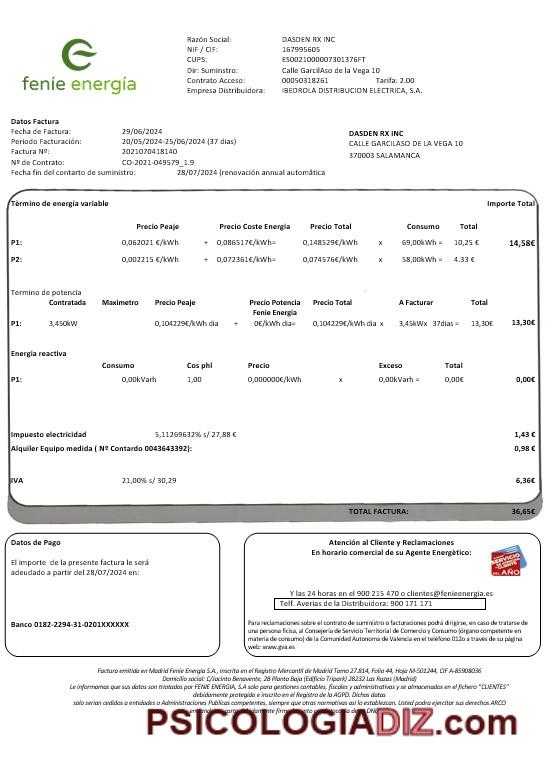 feníe energía
Razón Social: DASDEN RX INC
NIF / CIF: 167995605
CUPS: ES0021000007301376FT
Dir: Suminstro: Calle GarcilAso de la Vega 10
Contrato Acceso: 00050318261 Tarifa: 2.00
Empresa Distribuidora: IBEDROLA DISTRIBUCION ELECTRICA, S.A.
Datos Factura
Fecha de Factura: 29/06/2024
Periodo Facturación: 20/05/2024-25/06/2024 (37 dias)
Factura Nº: 2021070418140
Nº de Contrato: CO-2021-049579_1.9
Fecha fin del contarto de suministro: 28/07/2024 (renovación annual automática
DASDEN RX INC
CALLE GARCILASO DE LA VEGA 10
370003 SALAMANCA
Tèrmino de energía variable Importe Total
Precio Peaje Precio Coste Energia Precio Total Consumo Total
P1: 0,062021 €/kWh + 0,086517€/kWh= 0,148529€/kWh x 69,00kWh = 10,25 € 14,58€
P2: 0,002215 €/kWh + 0,072361€/kWh= 0,074576€/kWh x 58,00kWh = 4.33 €
Termino de potencia
Contratada Maximetro Precio Peaje Precio Potencia Precio Total A Facturar Total
Fenie Energia
P1: 3,450kW 0,104229€/kWh dia + 0€/kWh dia= 0,104229€/kWh dia x 3,45kWx 37dias = 13,30€ 13,30€
Energia reactiva
Consumo Cos phl Precio Exceso Total
P1: 0,00kVarh 1,00 0,000000€/kWh x 0,00kVarh = 0,00€ 0,00€
Impuesto electricidad 5,11269632% s/ 27,88 € 1,43 €
Alquiler Equipo medida ( Nº Contardo 0043643392): 0,98 €
IVA 21,00% s/ 30,29 6,36€
TOTAL FACTURA: 36,65€
Datos de Pago
El importe de la presente factura le será
adeudado a partir del 28/07/2024 en:
Banco 0182-2294-31-0201XXXXXX
Atención al Cliente y Reclamaciones
En horario comercial de su Agente Energètico:
AÑO
Y las 24 horas en el 900 215 470 o clientes@fenieenergia.es
Telf. Averias de la Distribuidora: 900 171 171
Para reclamaciones sobre el contrato de suministro o facturaciones podrá dirigirse, en caso de tratarse de
una persona ficisa, al Consejería de Servicio Territorial de Comercio y Consumo (órgano competente en
materia de consumo) de la Comunidad Autonoma de Valencia en el teléfono 012o a través de su página
web: www.gva.es
Factura emitida en Madrid Fenie Energia S.A., inscrita en el Registro Mercantil de Madrid Tomo 27.814, Folio 44, Hoja M-501244, CIF A-85908036
Domicilio social: C/Jacinto Benavente, 2B Planta Baja (Edificio Tripark) 28232 Las Rozas (Madrid)
Le informamas que sus datos son tratados por FENIE ENERGIA, S.A solo para gestiones contables, fiscales y administrativas y se almacenados en el fichero "CLIENTES"
debidamente protegida e inscrito en el Registro de la AGPD. Dichos datos
solo serian cedidas a entidades o Administraciones Publicas competentes, siempre que otras normativas asi lo establezcan, Usted podra ejercitar sus derechos ARCO
PSICOLOGIADIZ.com